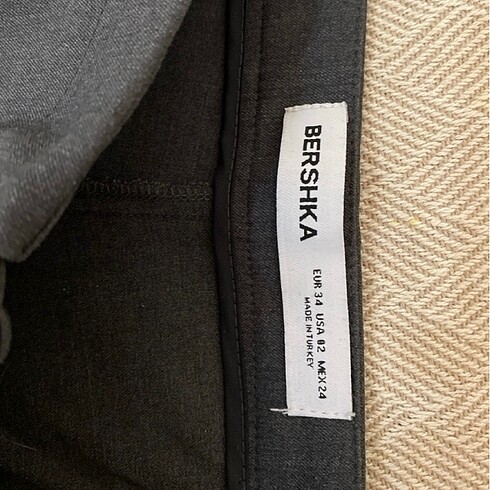 BERSHKA
EUR 34 USA 02 MEX 24
MADE IN TURKEY